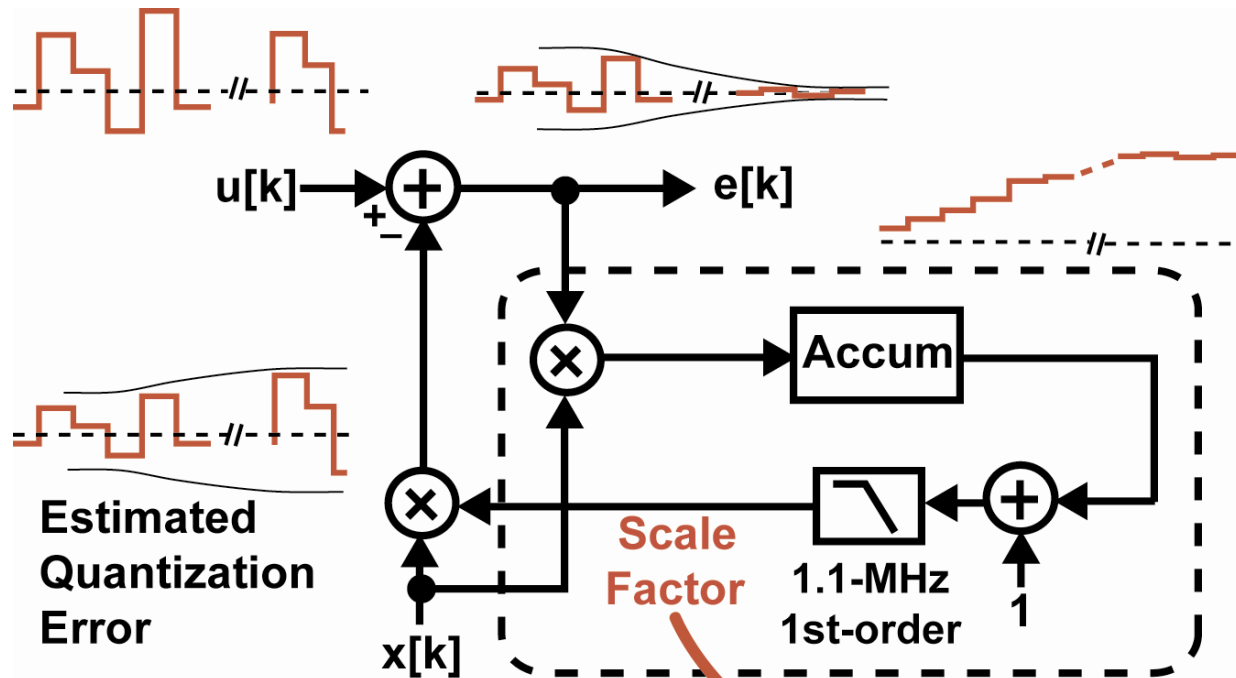 u[k]
+
+
−
e[k]
×
Accum
×
+
Estimated
Quantization
Error
Scale
Factor
1.1-MHz
1st-order
1
x[k]